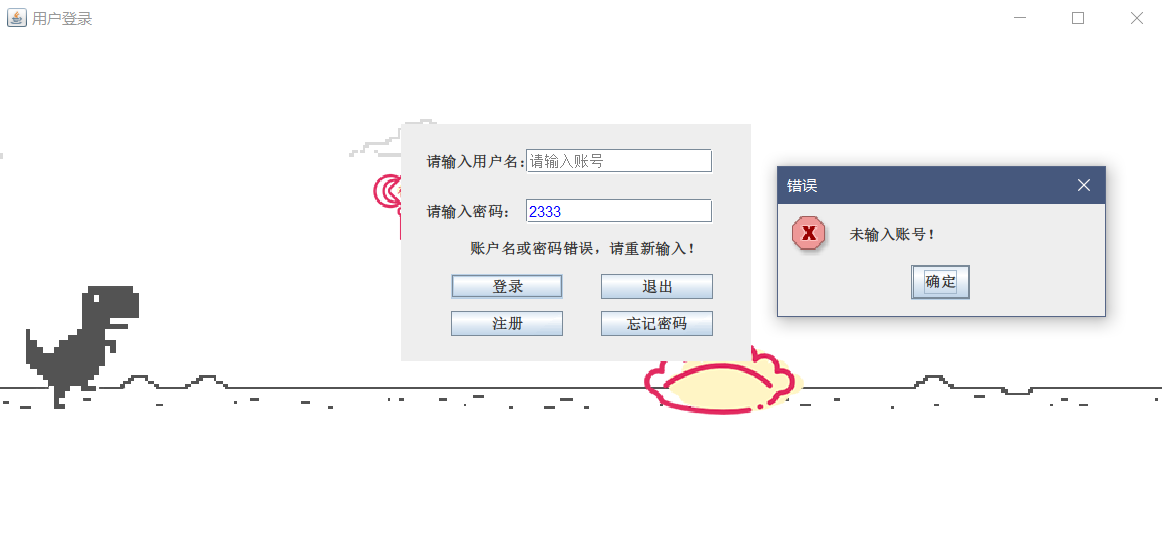 用户登录
请输入用户名:
请输入账号
请输入密码：
2333
账户名或密码错误，请重新输入！
登录
退出
注册
忘记密码
错误
未输入账号！
确定